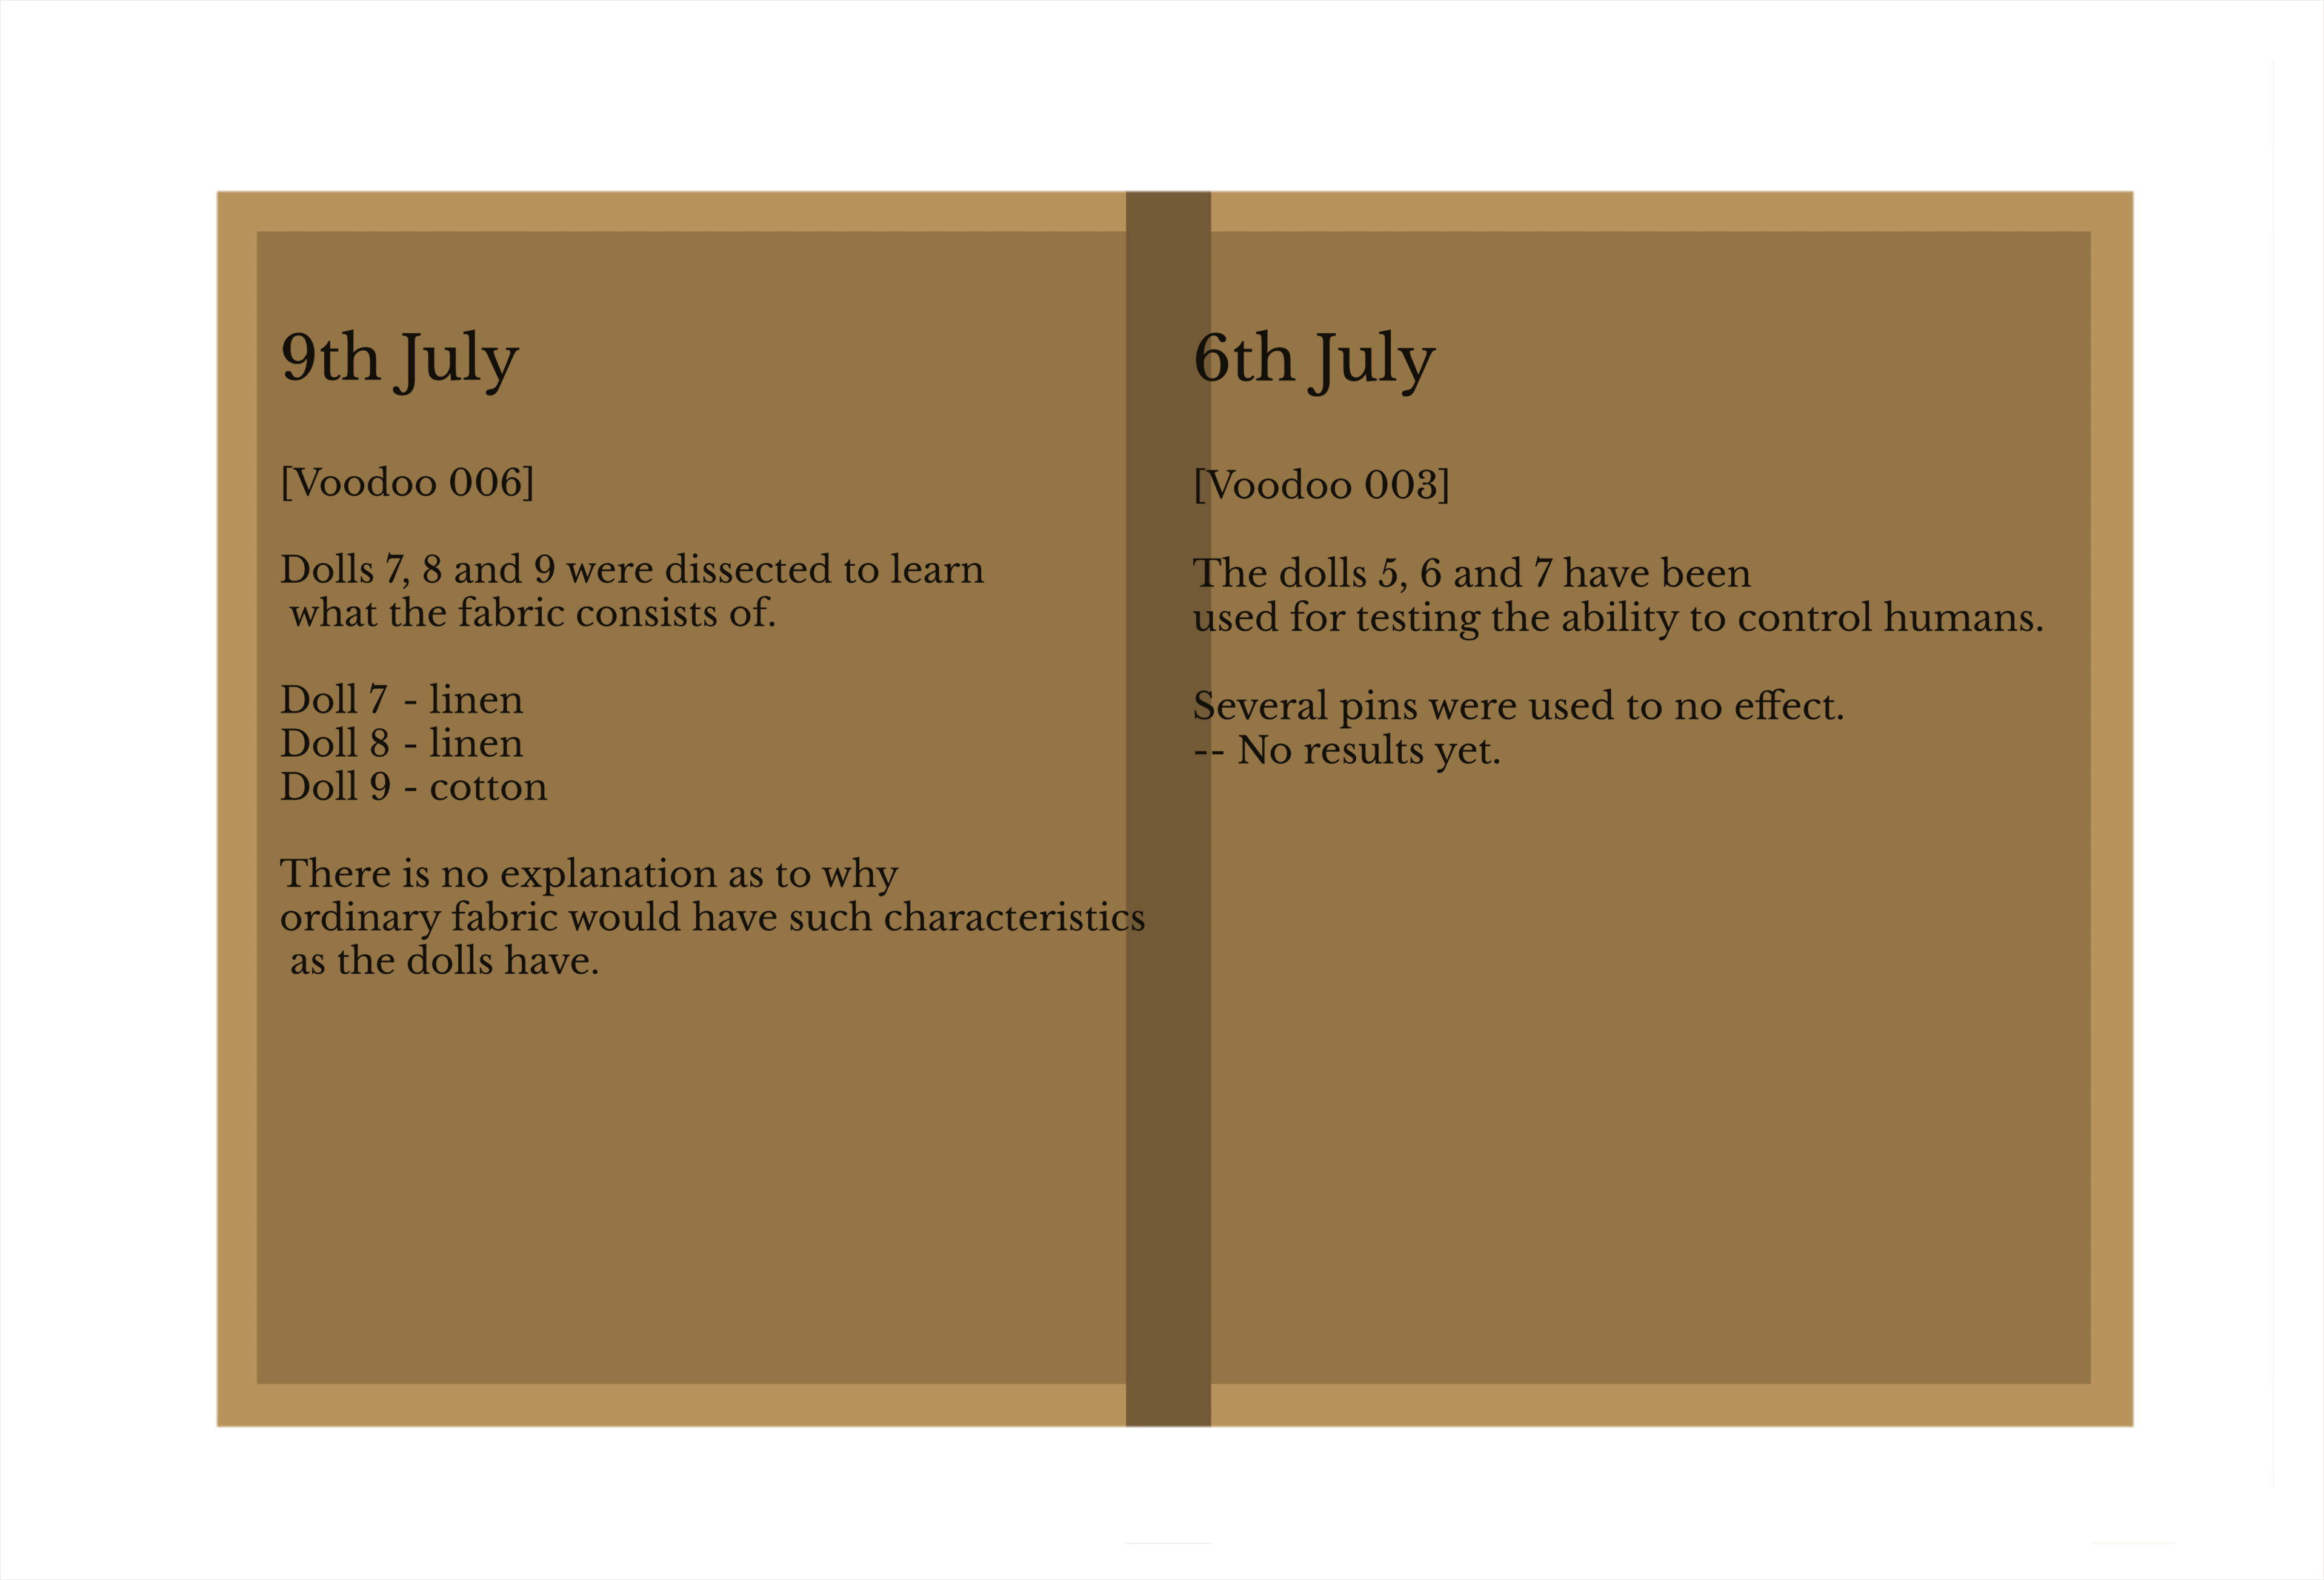 9th July
[Voodoo 006]
Dolls 7, 8 and 9 were dissected to learn
what the fabric consists of.
Doll 7 - linen
Doll 8 - linen
Doll 9 - cotton
There is no explanation as to why
ordinary fabric would have such characteristics
as the dolls have.
6th July
[Voodoo 003]
The dolls 5, 6 and 7 have been
used for testing the ability to control humans.
Several pins were used to no effect.
-- No results yet.